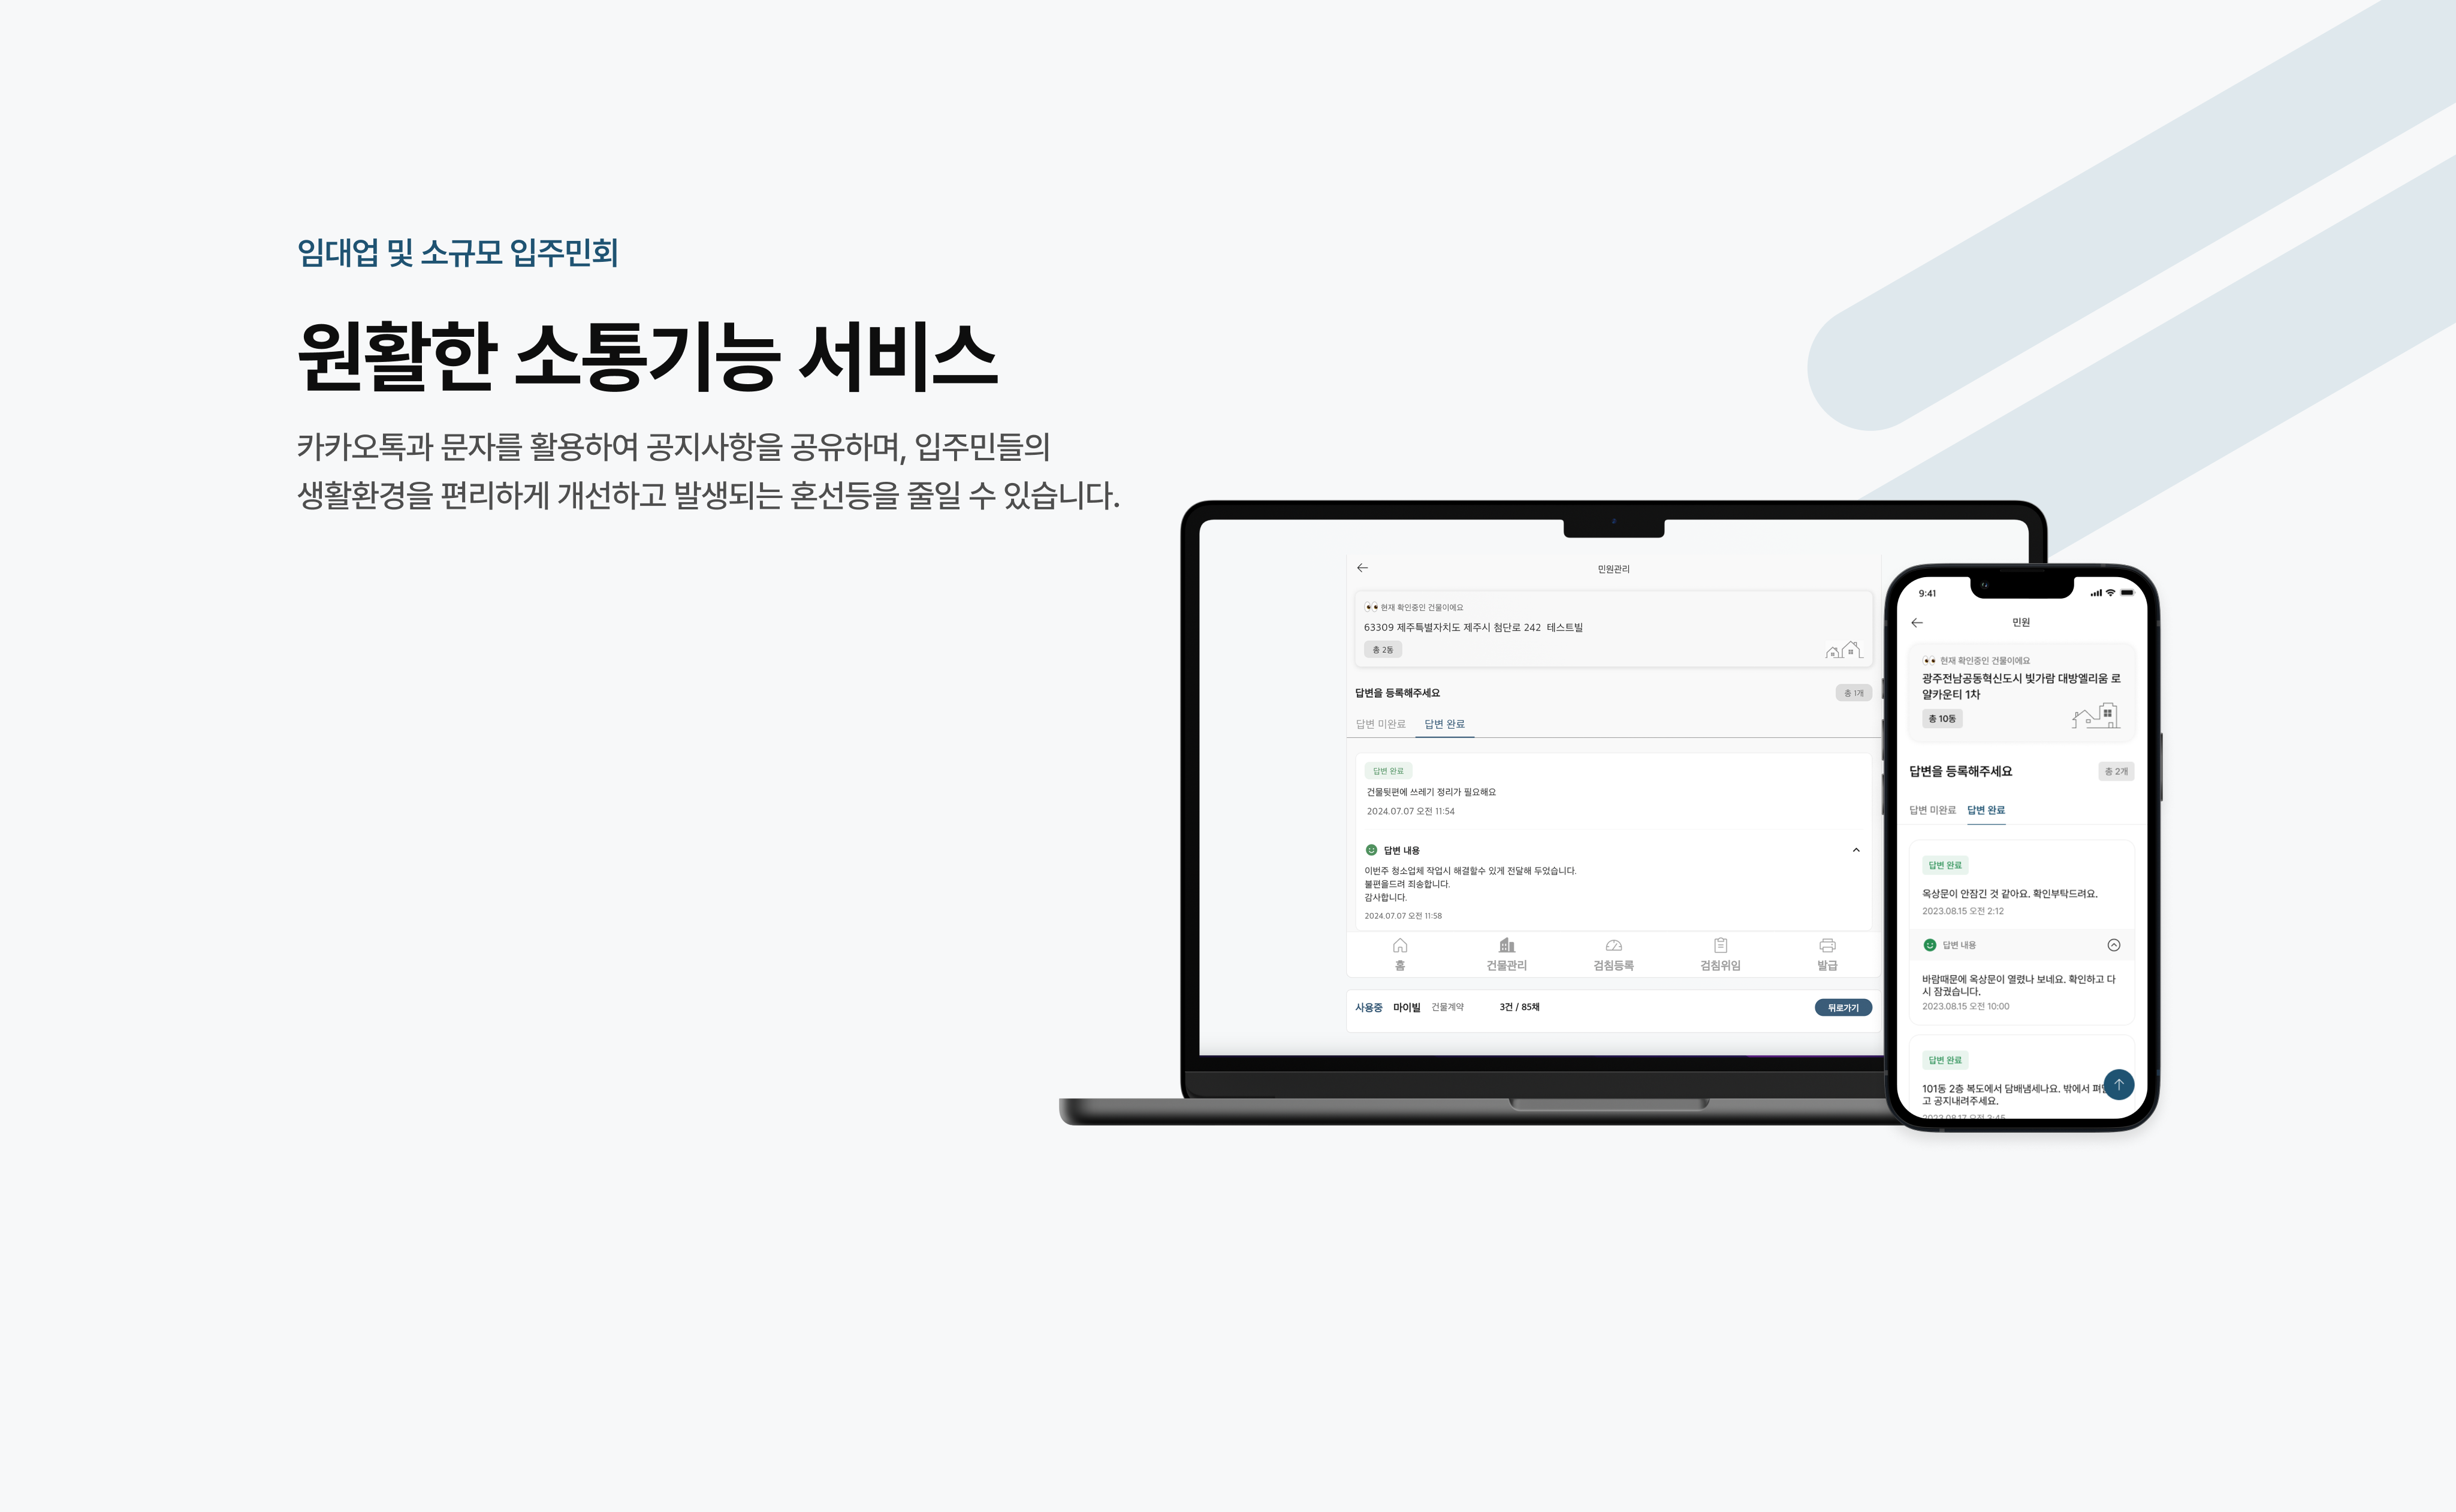 임대업 및 소규모 입주민회
원활한 소통기능 서비스
카카오톡과 문자를 활용하여 공지사항을 공유하며, 입주민들의
생활환경을 편리하게 개선하고 발생되는 혼선등을 줄일 수 있습니다.
민원관리
현재 확인중인 건물이에요
63309 제주특별자치도 제주시 첨단로 242 테스트빌
총 2동
답변을 등록해주세요
총 1개
답변 미완료 답변 완료
답변 완료
건물뒷편에 쓰레기 정리가 필요해요
2024.07.07 오전 11:54
답변 내용
이번주 청소업체 작업시 해결할수 있게 전달해 두었습니다.
불편을드려 죄송합니다.
감사합니다.
2024.07.07 오전 11:58
홈 건물관리 검침등록 검침위임 발급
사용중 마이빌 건물계약 3건 / 85채 뒤로가기
9:41
민원
현재 확인중인 건물이에요
광주전남공동혁신도시 빛가람 대방엘리움 로
얄카운티 1차
총 10동
답변을 등록해주세요
총 2개
답변 미완료 답변 완료
답변 완료
옥상문이 안잠긴 것 같아요. 확인부탁드려요.
2023.08.15 오전 2:12
답변 내용
바람때문에 옥상문이 열렸나 보네요. 확인하고 다
시 잠궜습니다.
2023.08.15 오전 10:00
답변 완료
101동 2층 복도에서 담배냄세나요. 밖에서
고 공지내려주세요.